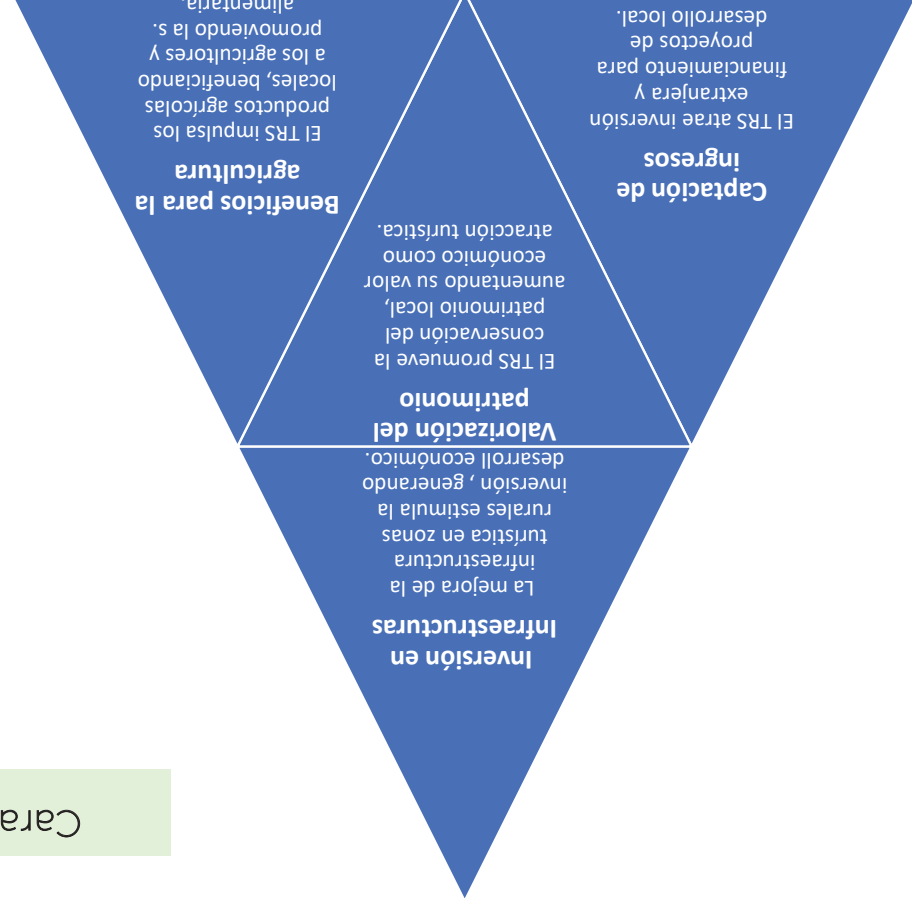 Cara
Inversión en
Infraestructuras
La mejora de la
infraestructura
turística en zonas
rurales estimula la
inversión , generando
desarroll económico.
Captación de
ingresos
El TRS atrae inversión
extranjera y
financiamiento para
proyectos de
desarrollo local.
Valorización del
patrimonio
El TRS promueve la
conservación del
patrimonio local,
aumentando su valor
económico como
atracción turística.
Beneficios para la
agricultura
El TRS impulsa los
productos agrícolas
locales, beneficiando
a los agricultores y
promoviendo la s.
alimentaria.